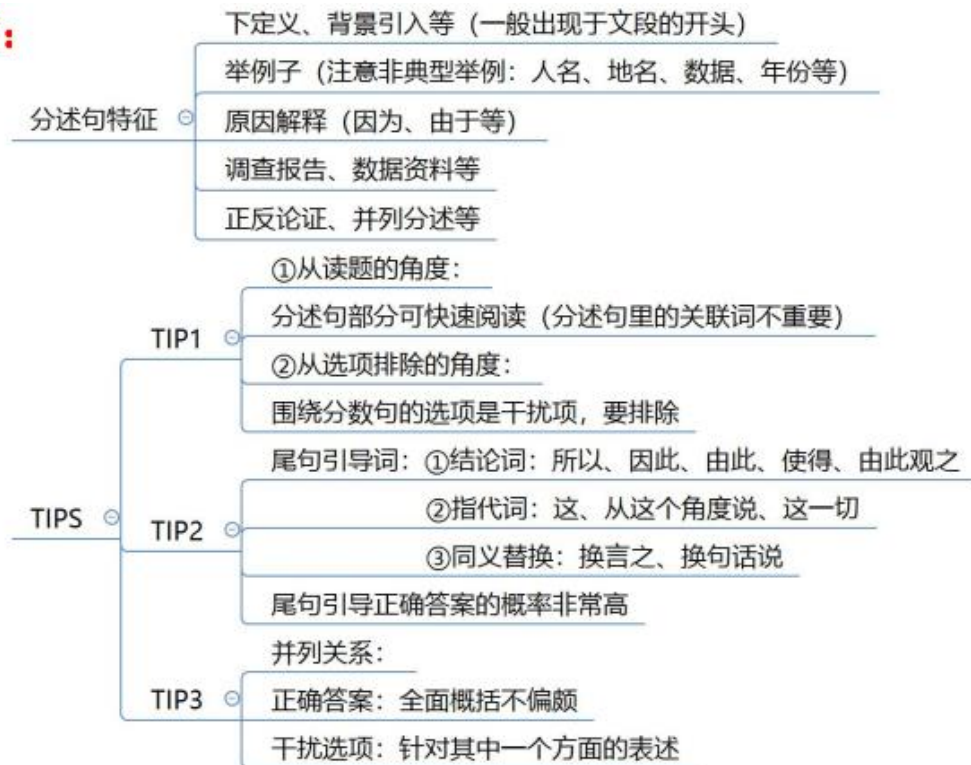 :
下定义、背景引入等（一般出现于文段的开头）
举例子（注意非典型举例：人名、地名、数据、年份等）
分述句特征
原因解释（因为、由于等）
调查报告、数据资料等
正反论证、并列分述等
①从读题的角度：
分述句部分可快速阅读（分述句里的关联词不重要）
TIP1
②从选项排除的角度：
围绕分数句的选项是干扰项，要排除
尾句引导词：①结论词：所以、因此、由此、使得、由此观之
TIPS
②指代词：这、从这个角度说、这一切
TIP2
③同义替换：换言之、换句话说
尾句引导正确答案的概率非常高
并列关系：
TIP3
正确答案：全面概括不偏颇
干扰选项：针对其中一个方面的表述